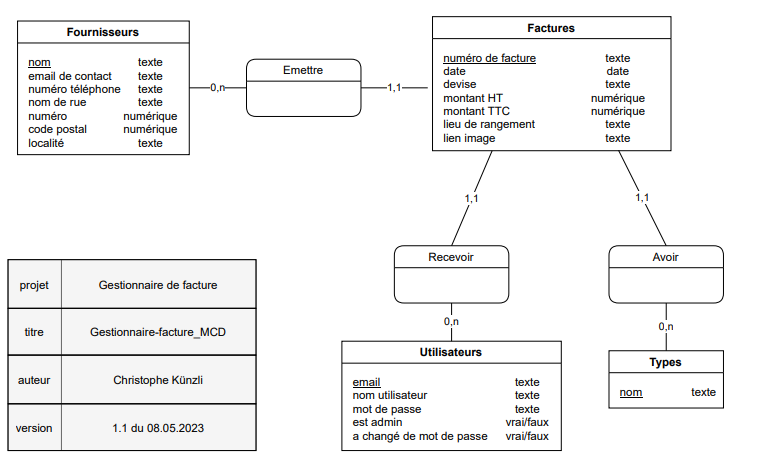 Fournisseurs
nom texte
email de contact texte
numéro téléphone texte
nom de rue texte
numéro numérique
code postal numérique
localité texte
0,n
Emettre
1,1
Factures
numéro de facture texte
date date
devise texte
montant HT numérique
montant TTC numérique
lieu de rangement texte
lien image texte
1,1
1,1
Recevoir
Avoir
0,n
0,n
Utilisateurs
email texte
nom utilisateur texte
mot de passe texte
est admin vrai/faux
a changé de mot de passe vrai/faux
Types
nom texte
projet Gestionnaire de facture
titre Gestionnaire-facture_MCD
auteur Christophe Künzli
version 1.1 du 08.05.2023